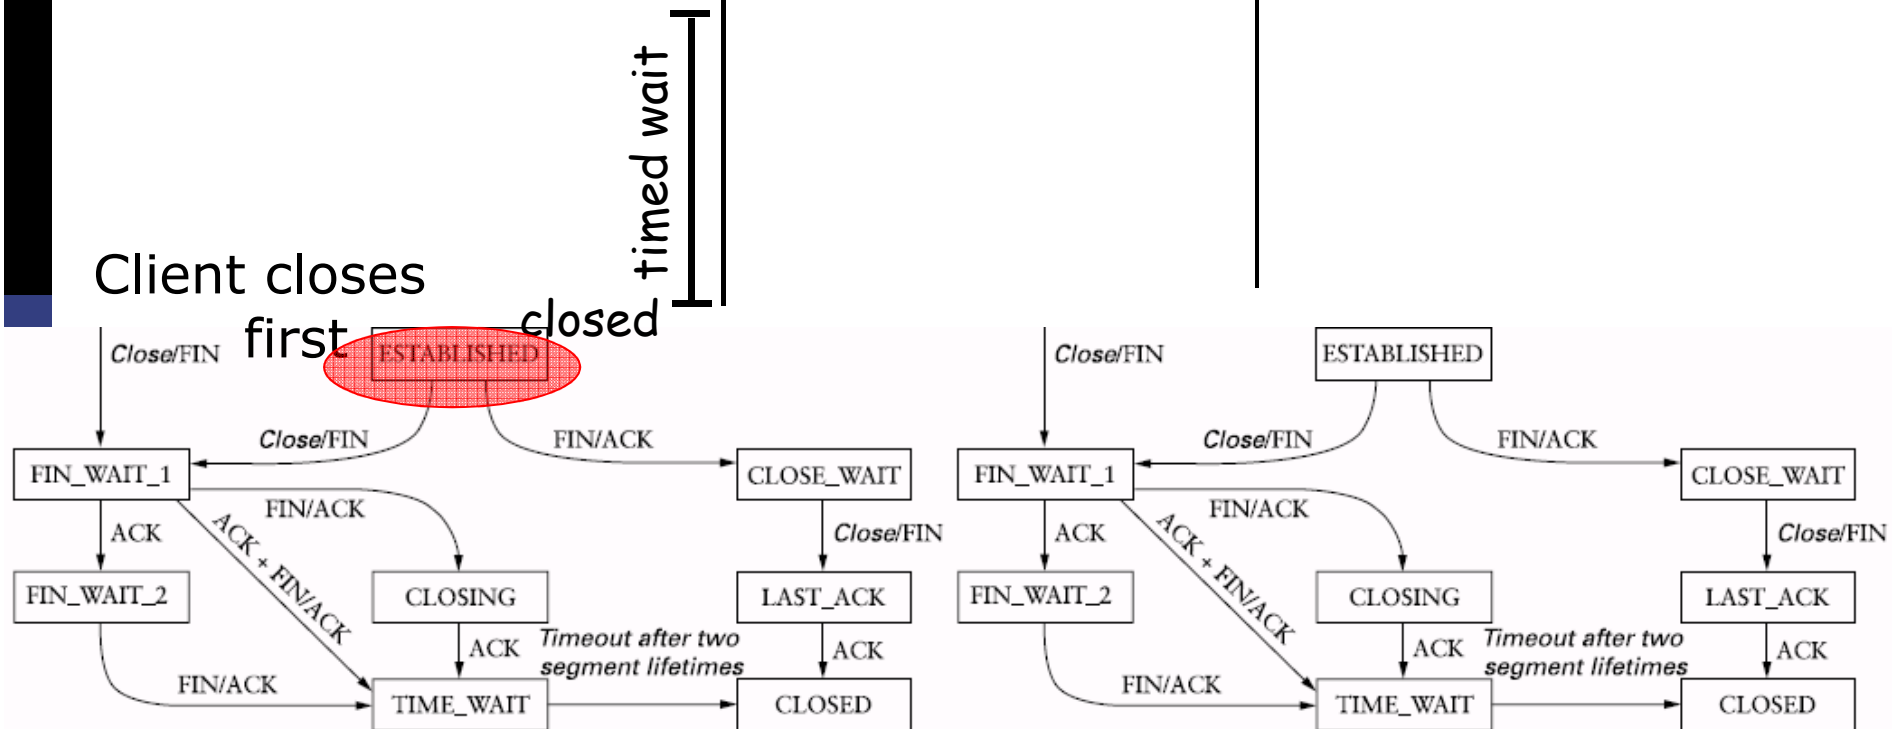 timed wait
Client closes
first
closed
Close/FIN
ESTABLISHED
Close/FIN
FIN/ACK
FIN_WAIT_1
CLOSE_WAIT
FIN/ACK
ACK
ACK + FIN/ACK
Close/FIN
FIN_WAIT_2
CLOSING
LAST_ACK
ACK
Timeout after two
segment lifetimes
ACK
FIN/ACK
TIME_WAIT
CLOSED
Close/FIN
ESTABLISHED
Close/FIN
FIN/ACK
FIN_WAIT_1
CLOSE_WAIT
FIN/ACK
ACK
ACK + FIN/ACK
Close/FIN
FIN_WAIT_2
CLOSING
LAST_ACK
ACK
Timeout after two
segment lifetimes
ACK
FIN/ACK
TIME_WAIT
CLOSED